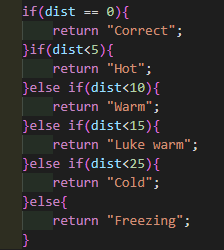 if(dist == 0){
    return "Correct";
}if(dist<5){
    return "Hot";
}else if(dist<10){
    return "Warm";
}else if(dist<15){
    return "Luke warm";
}else if(dist<25){
    return "Cold";
}else{
    return "Freezing";
}